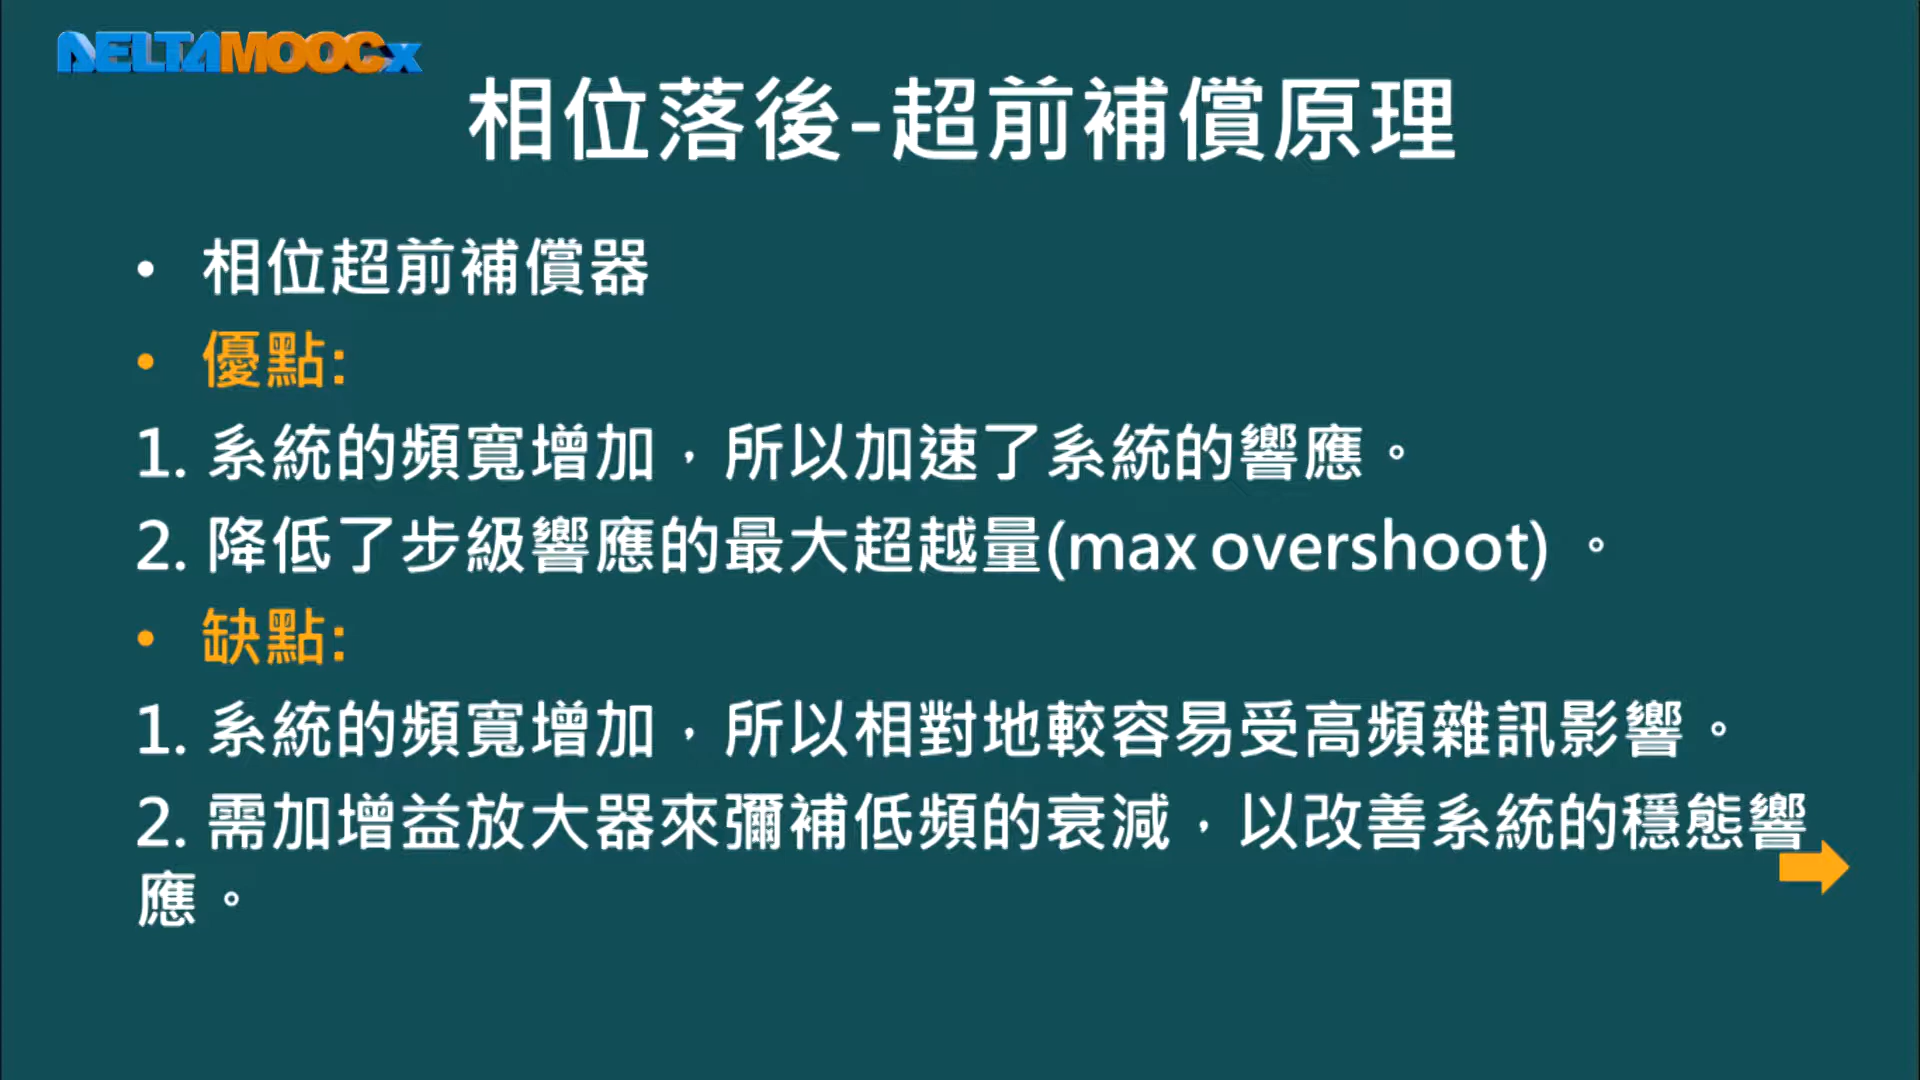 DELTAMOOCx
相位落後-超前補償原理
• 相位超前補償器
• 優點:
1. 系統的頻寬增加，所以加速了系統的響應。
2. 降低了步級響應的最大超越量(max overshoot) 。
• 缺點:
1. 系統的頻寬增加，所以相對地較容易受高頻雜訊影響。
2. 需加增益放大器來彌補低頻的衰減，以改善系統的穩態響
應。